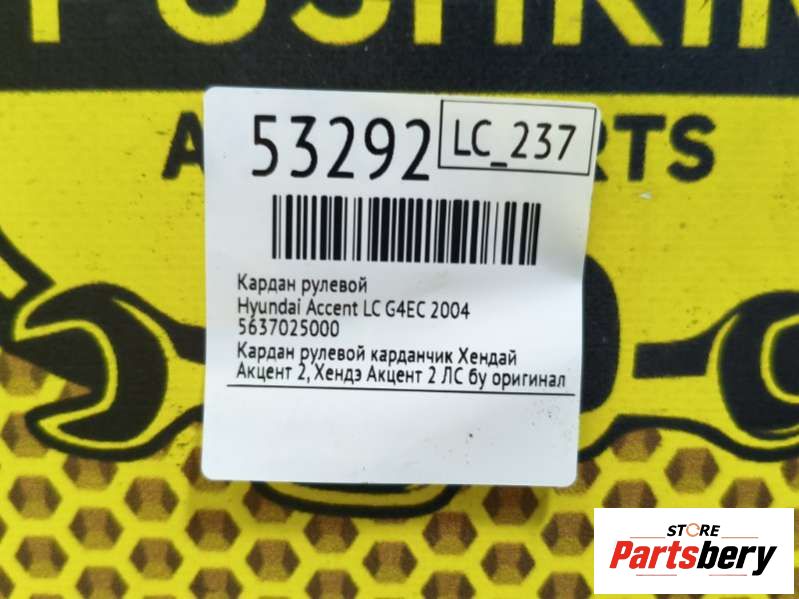 53292
LC_237
Кардан рулевой
Hyundai Accent LC G4EC 2004
5637025000
Кардан рулевой карданчик Хендай
Акцент 2, Хендэ Акцент 2 ЛС бу оригинал
STORE
Partsbery